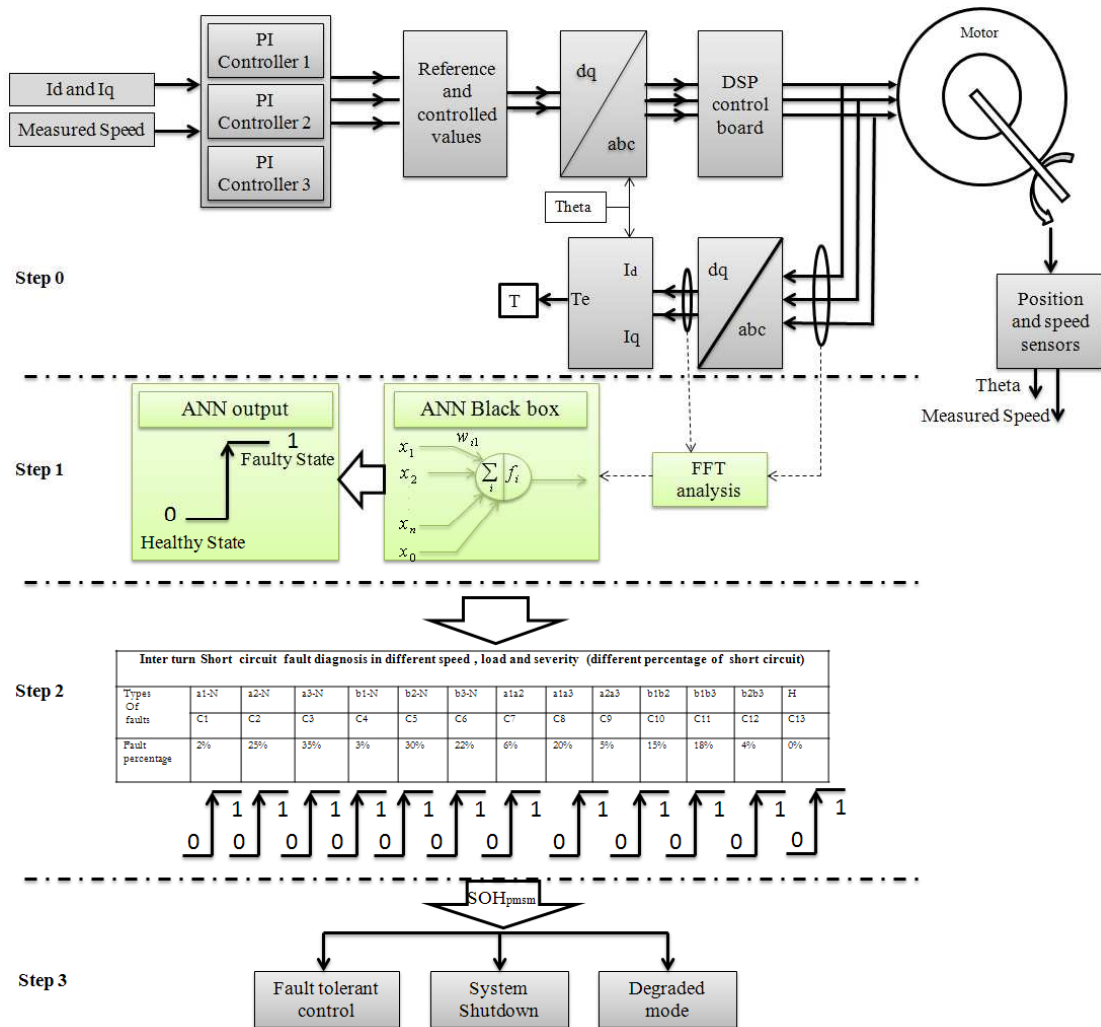 Id and Iq
Measured Speed
PI
Controller 1
PI
Controller 2
PI
Controller 3
Reference
and
controlled
values
dq
abc
DSP
control
board
Motor
Theta
Step 0
T
Te
Id
Iq
dq
abc
Position
and speed
sensors
Theta
Measured Speed
Step 1
ANN output
1
Faulty State
0
Healthy State
ANN Black box
x1
wi1
x2
xn
x0
∑i
fi
FFT
analysis
Step 2
Inter turn Short circuit fault diagnosis in different speed , load and severity (different percentage of short circuit)
Types Of faults a1-N a2-N a3-N b1-N b2-N b3-N a1a2 a1a3 a2a3 b1b2 b1b3 b2b3 H
C1 C2 C3 C4 C5 C6 C7 C8 C9 C10 C11 C12 C13
Fault percentage 2% 25% 35% 3% 30% 22% 6% 20% 5% 15% 18% 4% 0%
1 1 1 1 1 1 1 1 1 1 1 1 1
0 0 0 0 0 0 0 0 0 0 0 0 0
SOHpmsm
Step 3
Fault tolerant
control
System
Shutdown
Degraded
mode